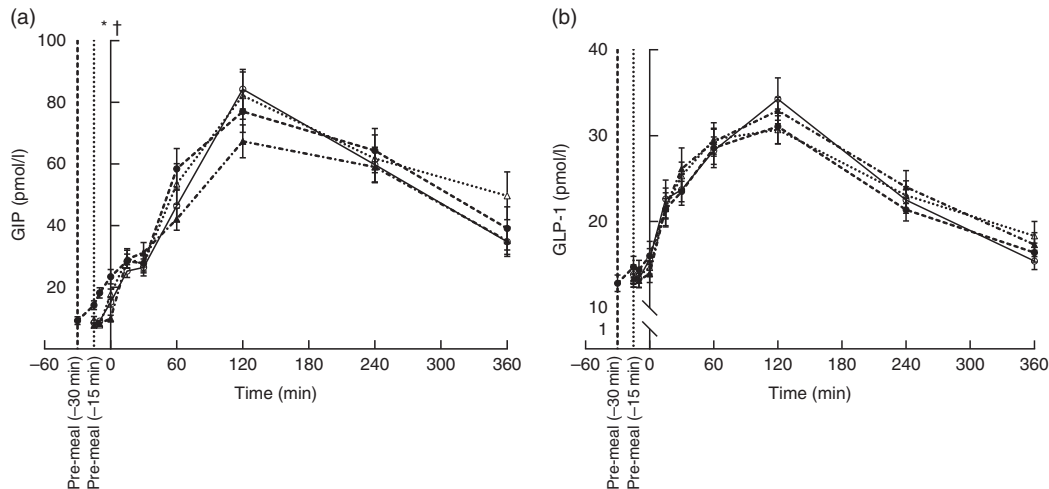 (a)
* †
100
80
60
40
20
GIP (pmol/l)
–60
0
60
120
180
240
300
360
Time (min)
Pre-meal (–30 min)
Pre-meal (–15 min)
(b)
40
30
20
10
1
GLP-1 (pmol/l)
–60
0
60
120
180
240
300
360
Time (min)
Pre-meal (–30 min)
Pre-meal (–15 min)